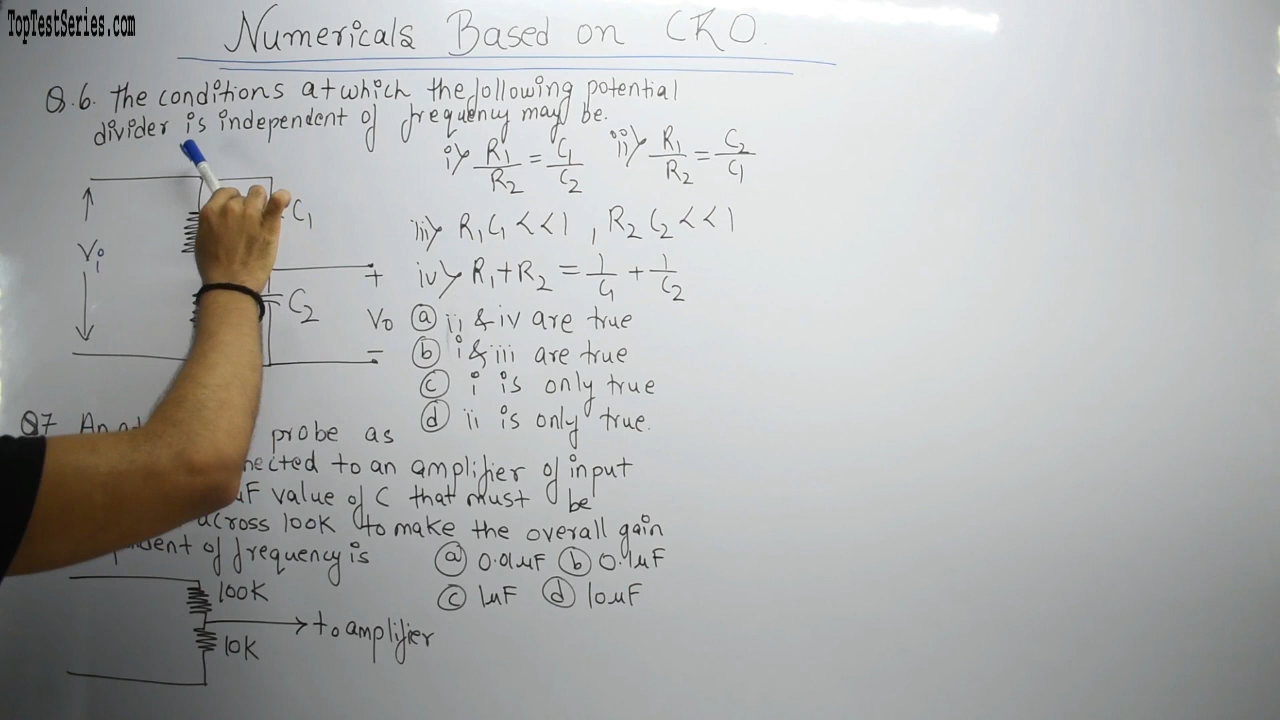 TopTestSeries.com
Numericals Based on CRO.
Q.6. The conditions at which the following potential
divider is independent of frequency may be.
i> R1/R2 = C1/C2 ii> R1/R2 = C2/C1
iii> R1C1 << 1 , R2C2 << 1
iv> R1+R2 = 1/C1 + 1/C2
(a) ii & iv are true
(b) i & iii are true
(c) i is only true
(d) ii is only true.
Vi
C1
C2
+
Vo
-
Q7 An probe as
to an amplifier of input
value of C that must be
across 100K to make the overall gain
of frequency is (a) 0.01uF (b) 0.1uF
(c) 1uF (d) 10uF
100K
to amplifier
10K